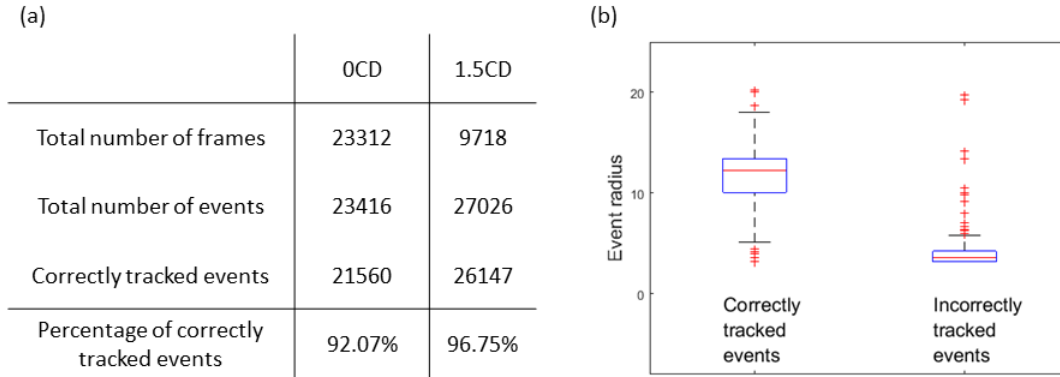 (a)
0CD 1.5CD
Total number of frames 23312 9718
Total number of events 23416 27026
Correctly tracked events 21560 26147
Percentage of correctly
tracked events 92.07% 96.75%
(b)
Event radius
20
10
0
Correctly
tracked
events
Incorrectly
tracked
events